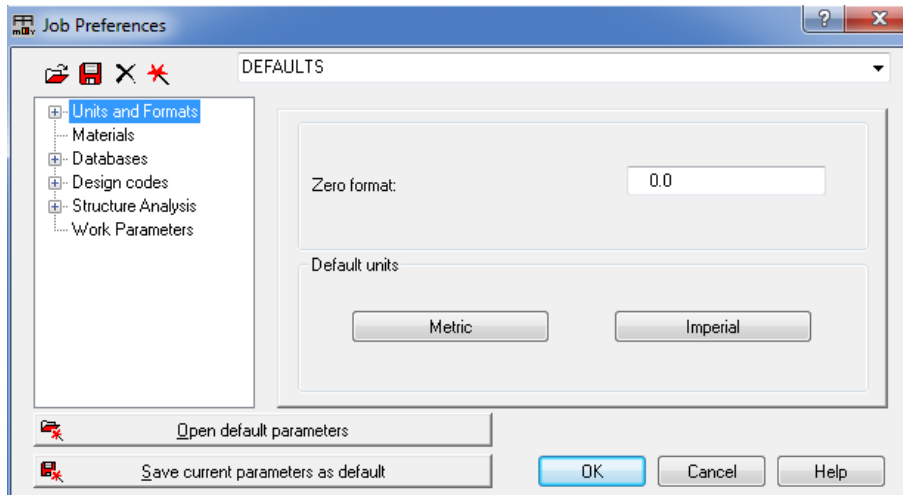 Job Preferences
?
X
DEFAULTS
Units and Formats
Materials
Databases
Design codes
Structure Analysis
Work Parameters
Zero format:
0.0
Default units
Metric
Imperial
Open default parameters
Save current parameters as default
OK
Cancel
Help